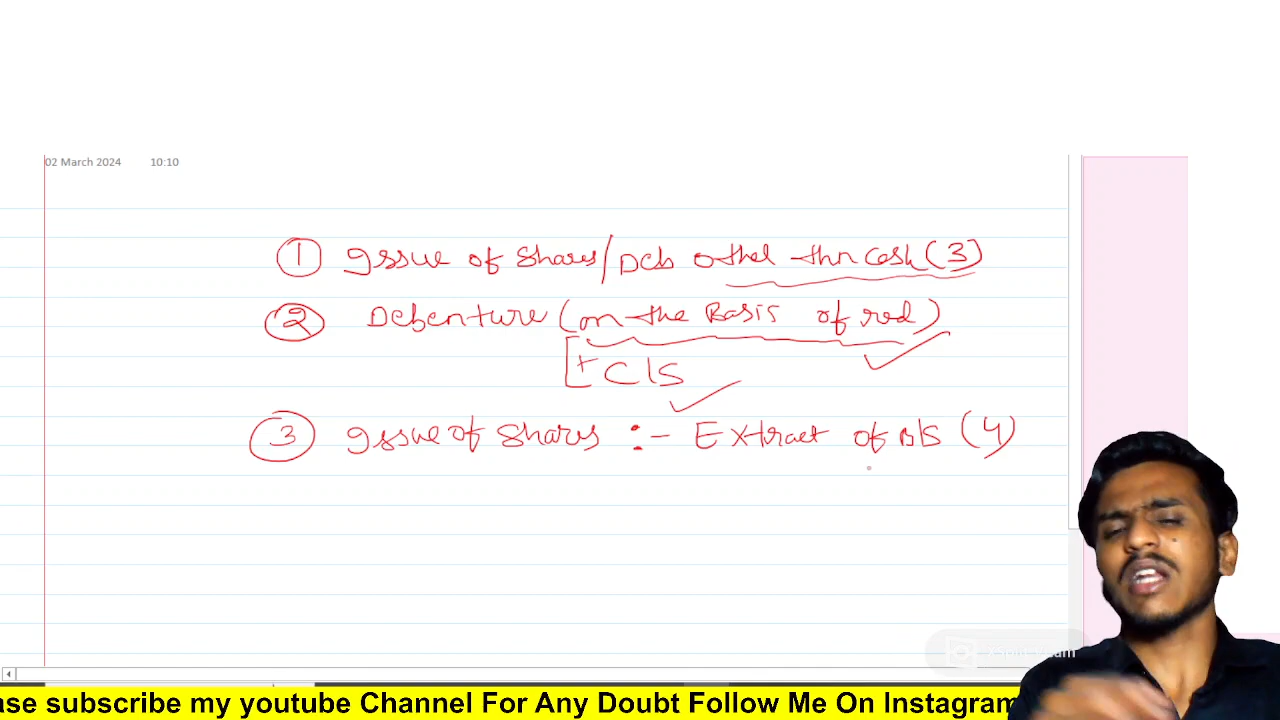 02 March 2024 10:10
① Issue of Shares/Deb other thn Cash (3)
② Debenture (on the Basis of red)
[+ C/S
③ Issue of Shares :- Extract of B/S (4)
ase subscribe my youtube Channel For Any Doubt Follow Me On Instagram